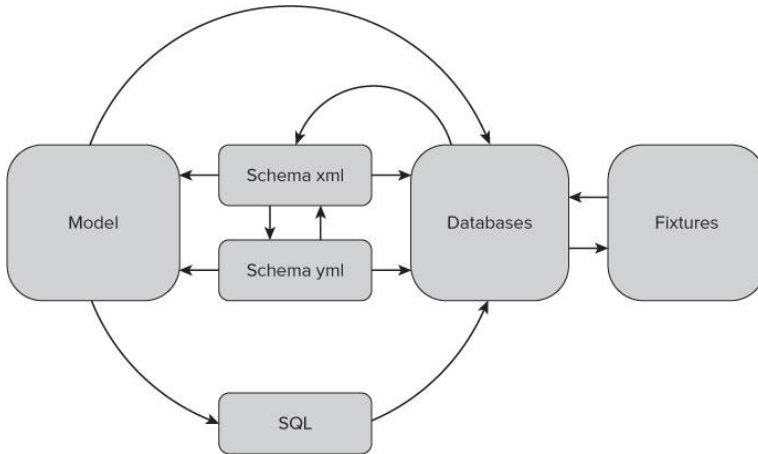 Schema xml
Model
Databases
Fixtures
Schema yml
SQL